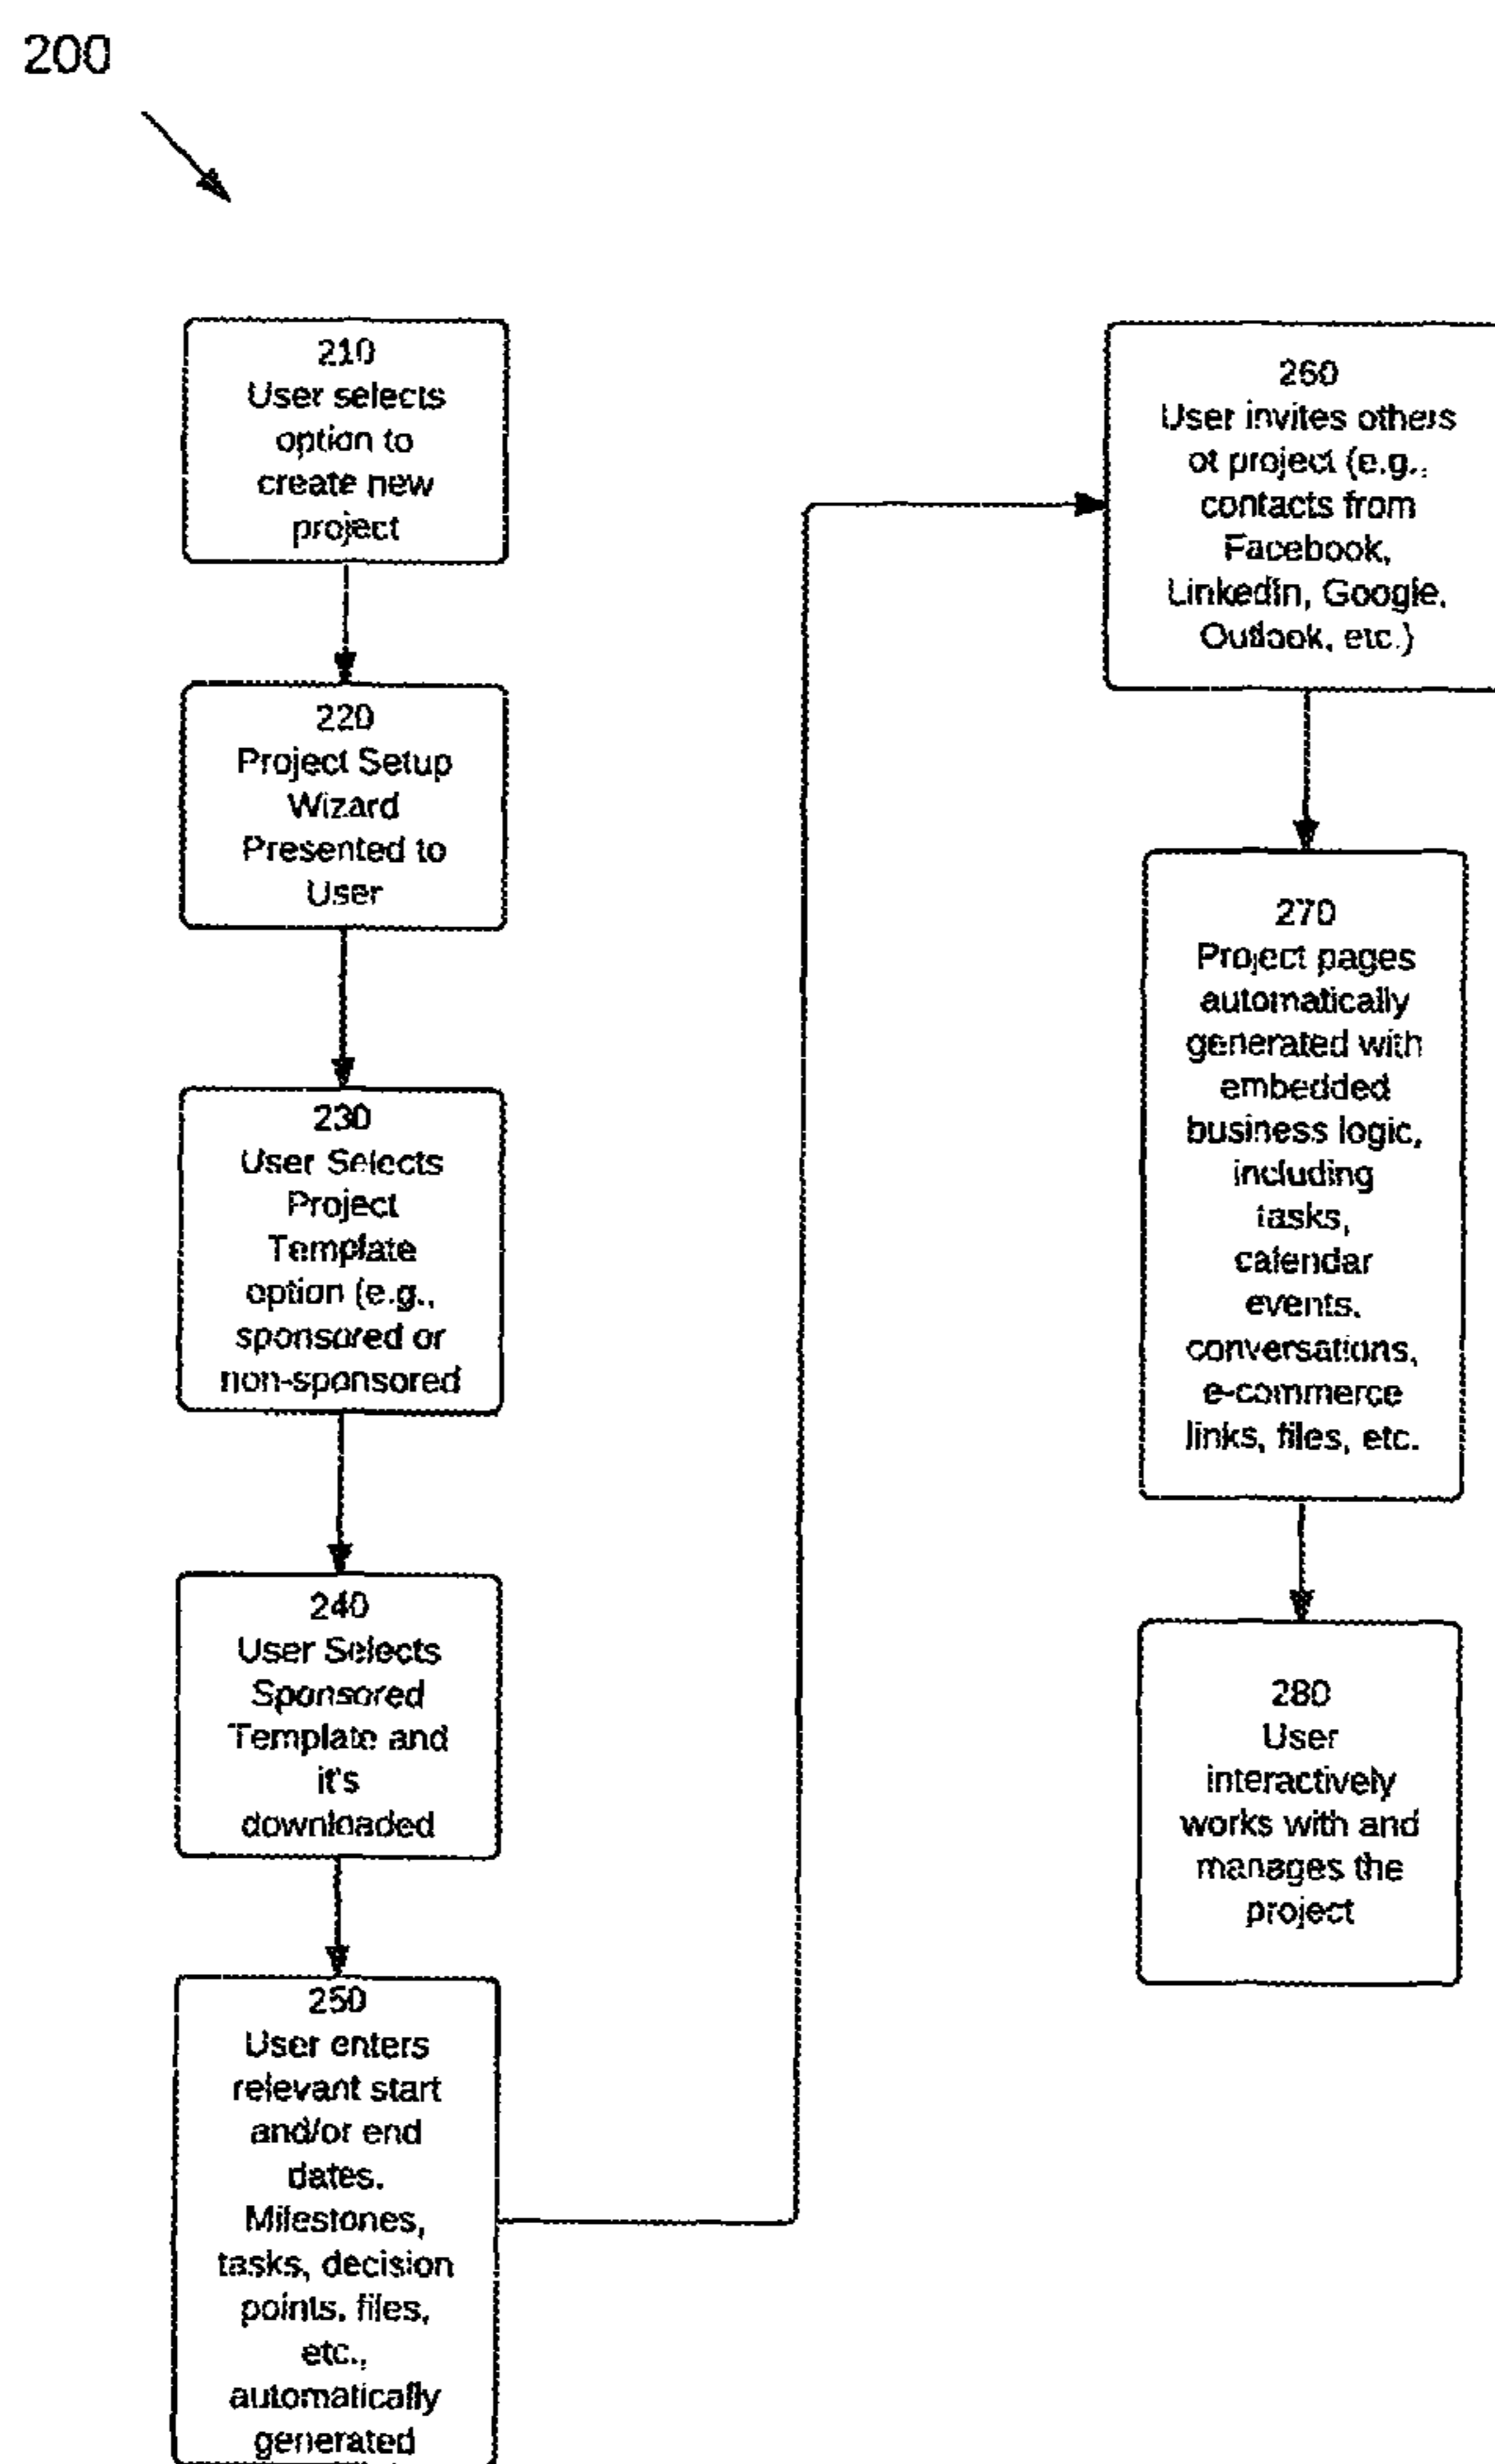 200
210
User selects
option to
create new
project
220
Project Setup
Wizard
Presented to
User
230
User Selects
Project
Template
option (e.g.,
sponsored or
non-sponsored
240
User Selects
Sponsored
Template and
it's
downloaded
250
User enters
relevant start
and/or end
dates.
Milestones,
tasks, decision
points, files,
etc.,
automatically
generated
260
User invites others
ot project (e.g.,
contacts from
Facebook,
LinkedIn, Google,
Outlook, etc.)
270
Project pages
automatically
generated with
embedded
business logic,
including
tasks,
calendar
events,
conversations,
e-commerce
links, files, etc.
280
User
interactively
works with and
manages the
project